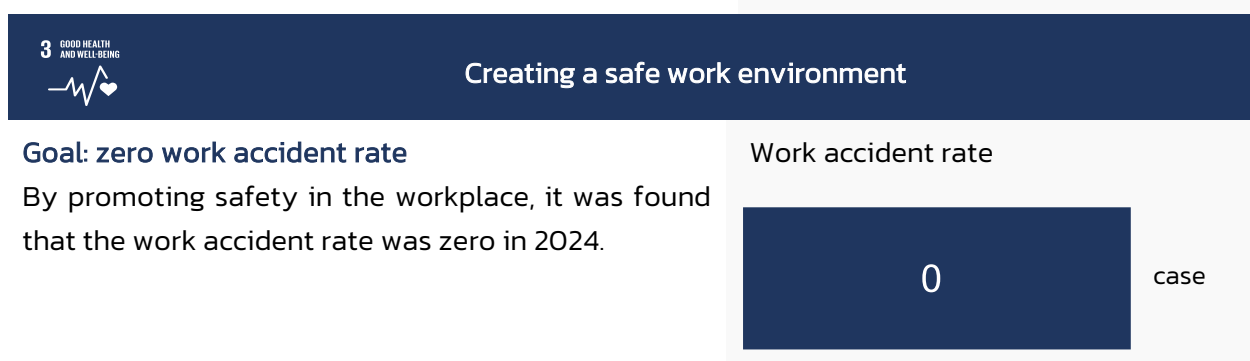 3 GOOD HEALTH
AND WELL-BEING
Creating a safe work environment
Goal: zero work accident rate
By promoting safety in the workplace, it was found
that the work accident rate was zero in 2024.
Work accident rate
0
case